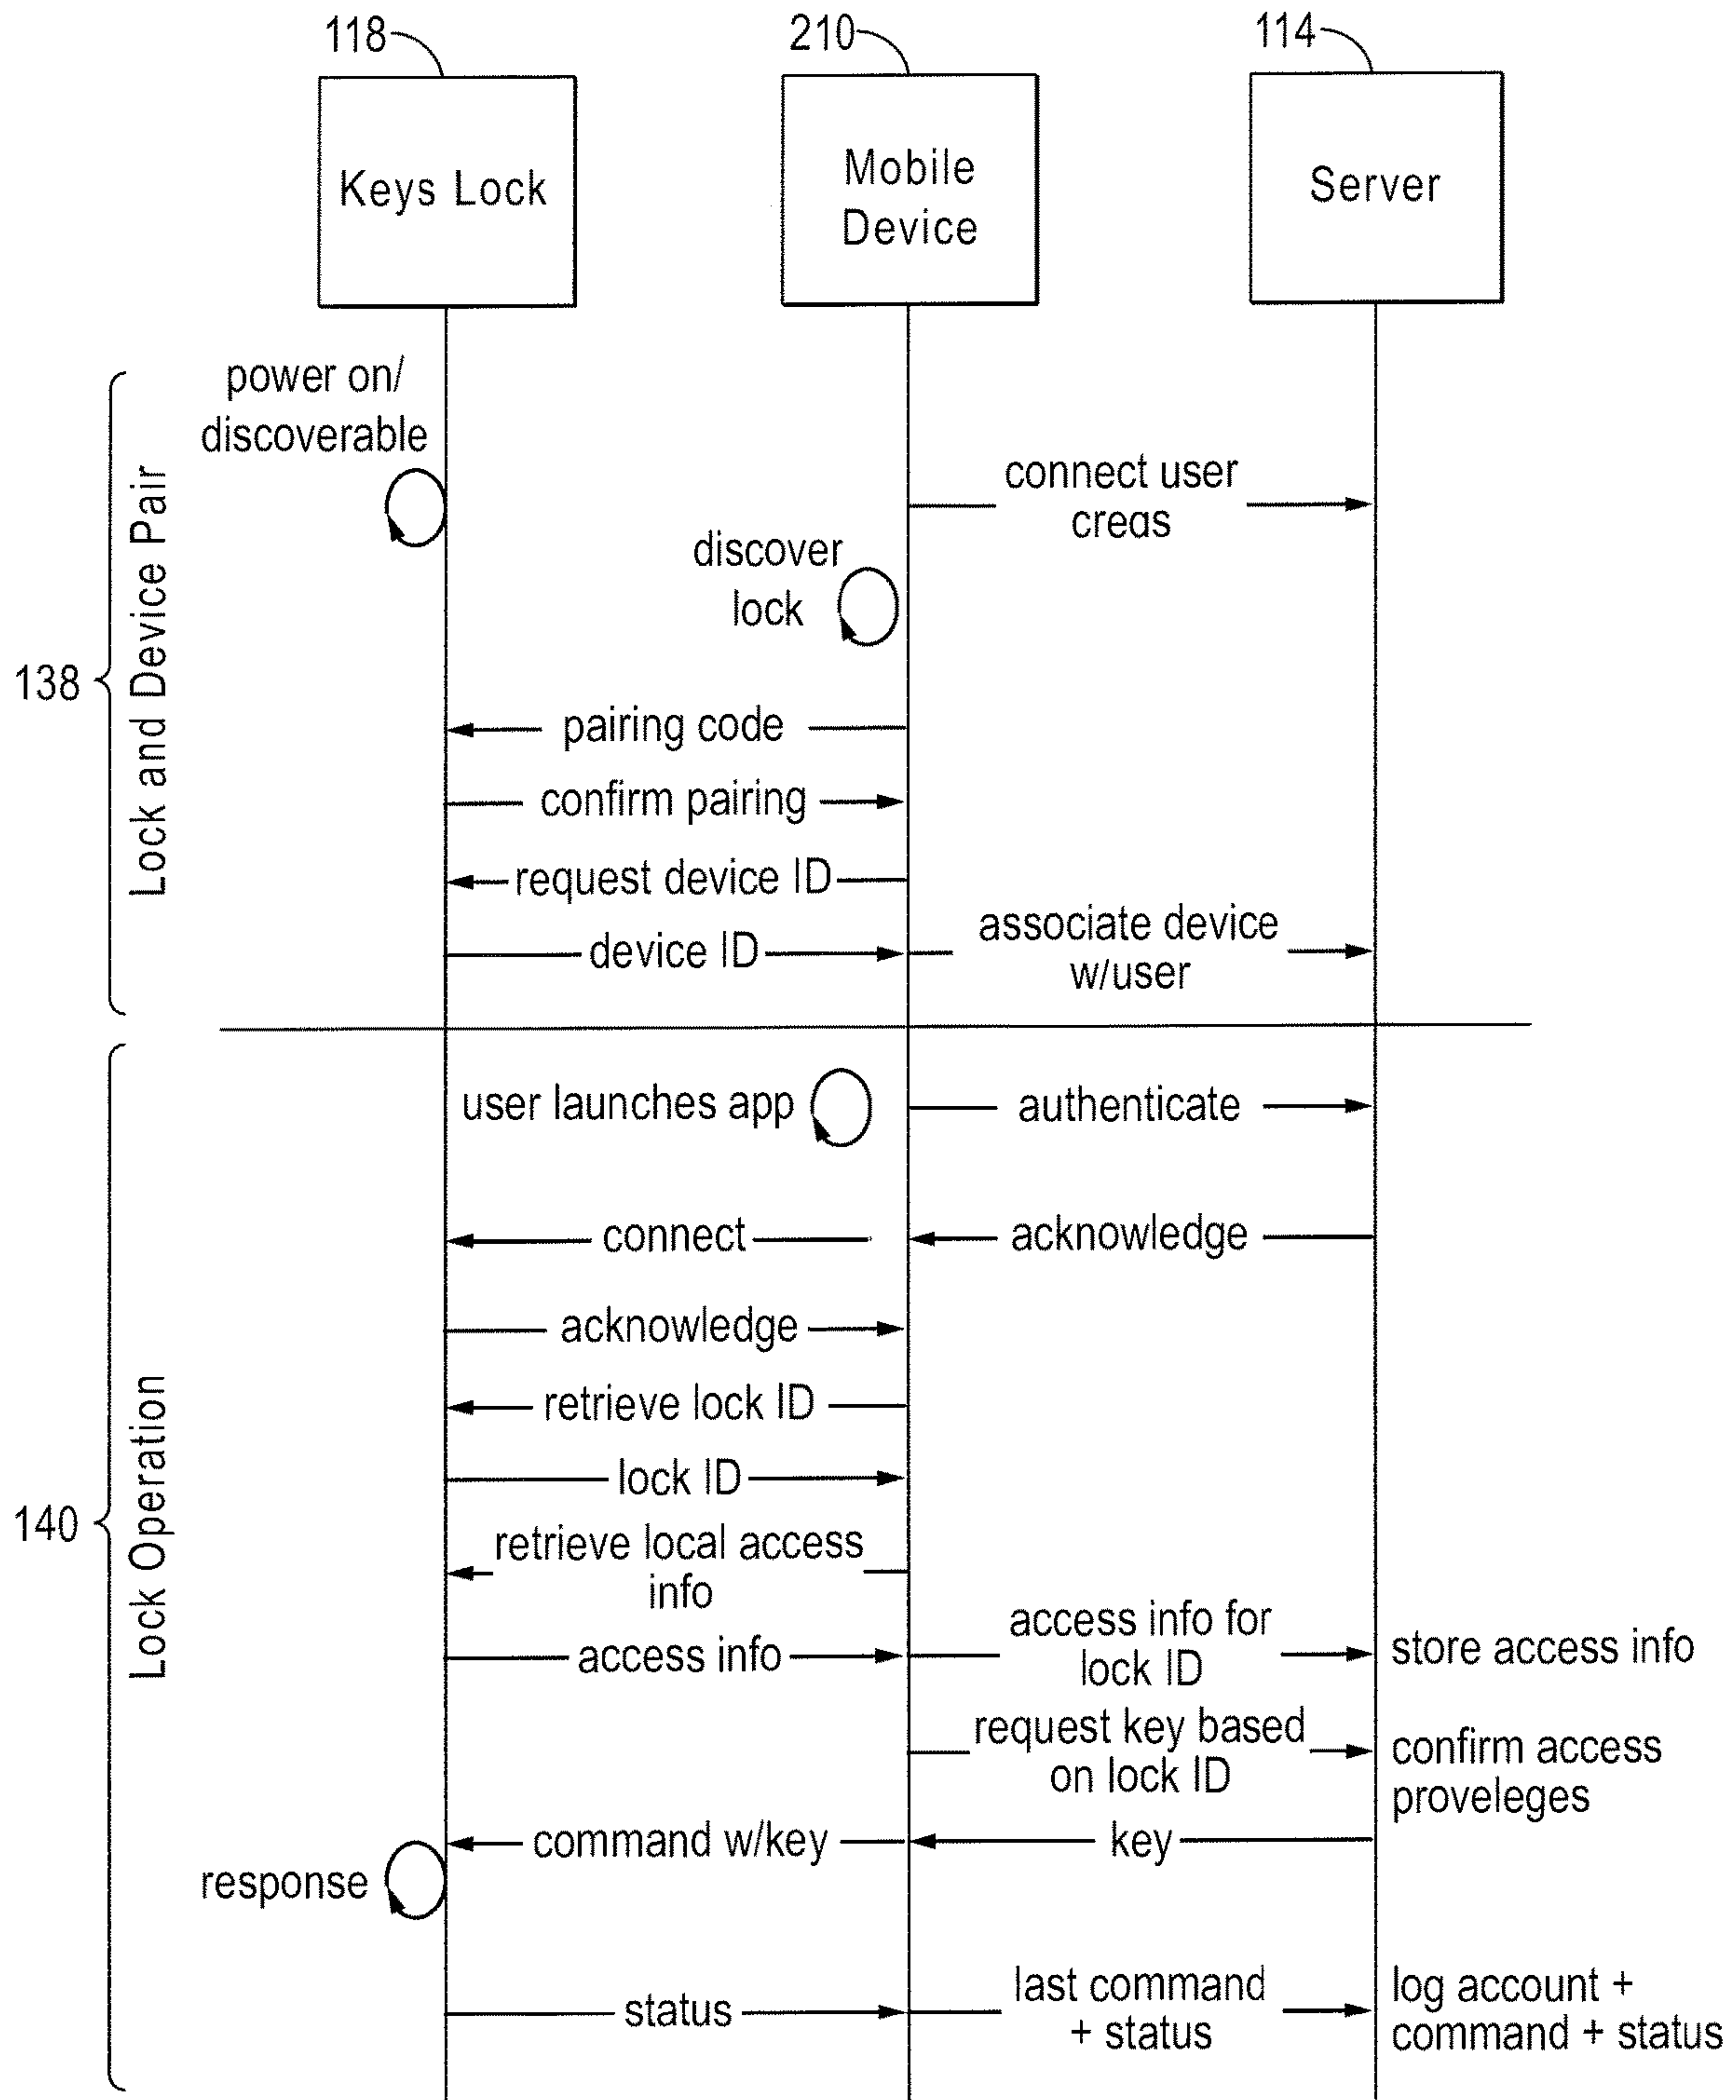 118
210
114
Keys Lock
Mobile
Device
Server
138
Lock and Device Pair
power on/
discoverable
connect user
creds
discover
lock
pairing code
confirm pairing
request device ID
device ID
associate device
w/user
140
Lock Operation
user launches app
authenticate
connect
acknowledge
acknowledge
retrieve lock ID
lock ID
retrieve local access
info
access info
access info for
lock ID
store access info
request key based
on lock ID
confirm access
proveleges
command w/key
key
response
status
last command
+ status
log account +
command + status